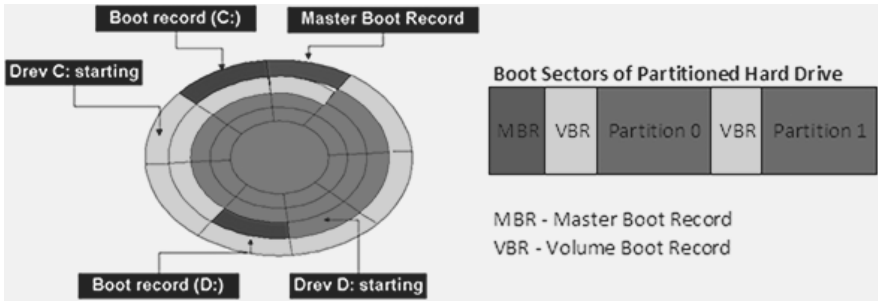 Boot record (C:)
Master Boot Record
Drev C: starting
Boot record (D:)
Drev D: starting
Boot Sectors of Partitioned Hard Drive
MBR VBR Partition 0 VBR Partition 1
MBR - Master Boot Record
VBR - Volume Boot Record